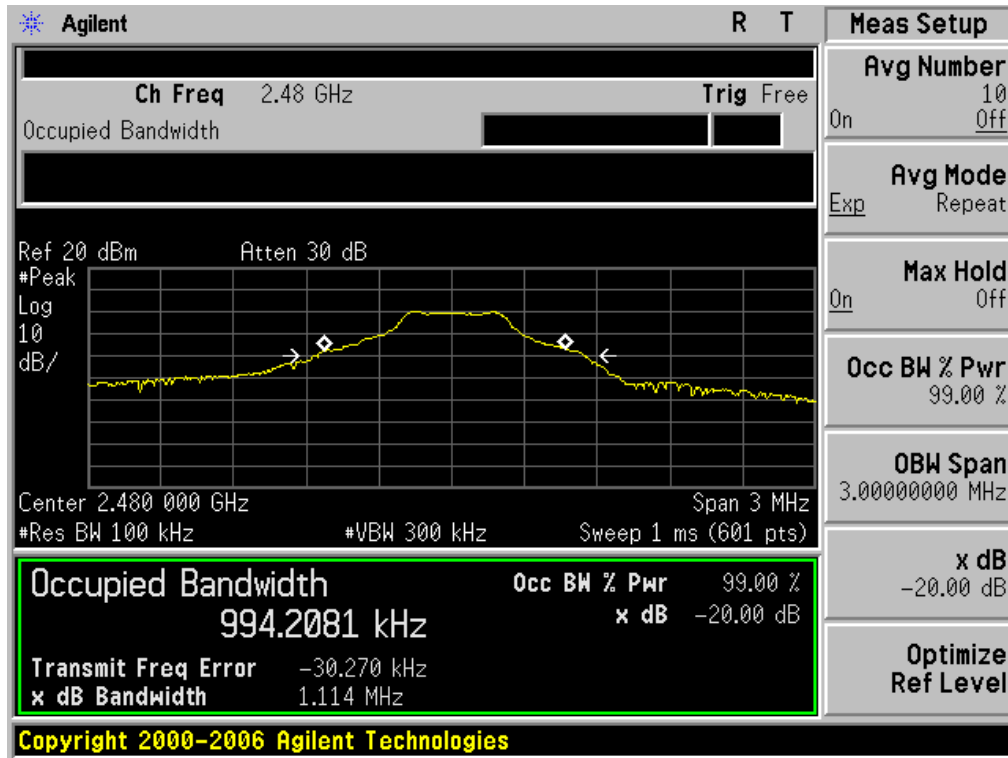 Agilent R T
Ch Freq 2.48 GHz Trig Free
Occupied Bandwidth
Ref 20 dBm Atten 30 dB
#Peak
Log
10
dB/
Center 2.480 000 GHz Span 3 MHz
#Res BW 100 kHz #VBW 300 kHz Sweep 1 ms (601 pts)
Occupied Bandwidth
994.2081 kHz
Occ BW % Pwr 99.00 %
x dB -20.00 dB
Transmit Freq Error -30.270 kHz
x dB Bandwidth 1.114 MHz
Copyright 2000-2006 Agilent Technologies
Meas Setup
Avg Number
10
On Off
Avg Mode
Exp Repeat
Max Hold
On Off
Occ BW % Pwr
99.00 %
OBW Span
3.00000000 MHz
x dB
-20.00 dB
Optimize
Ref Level